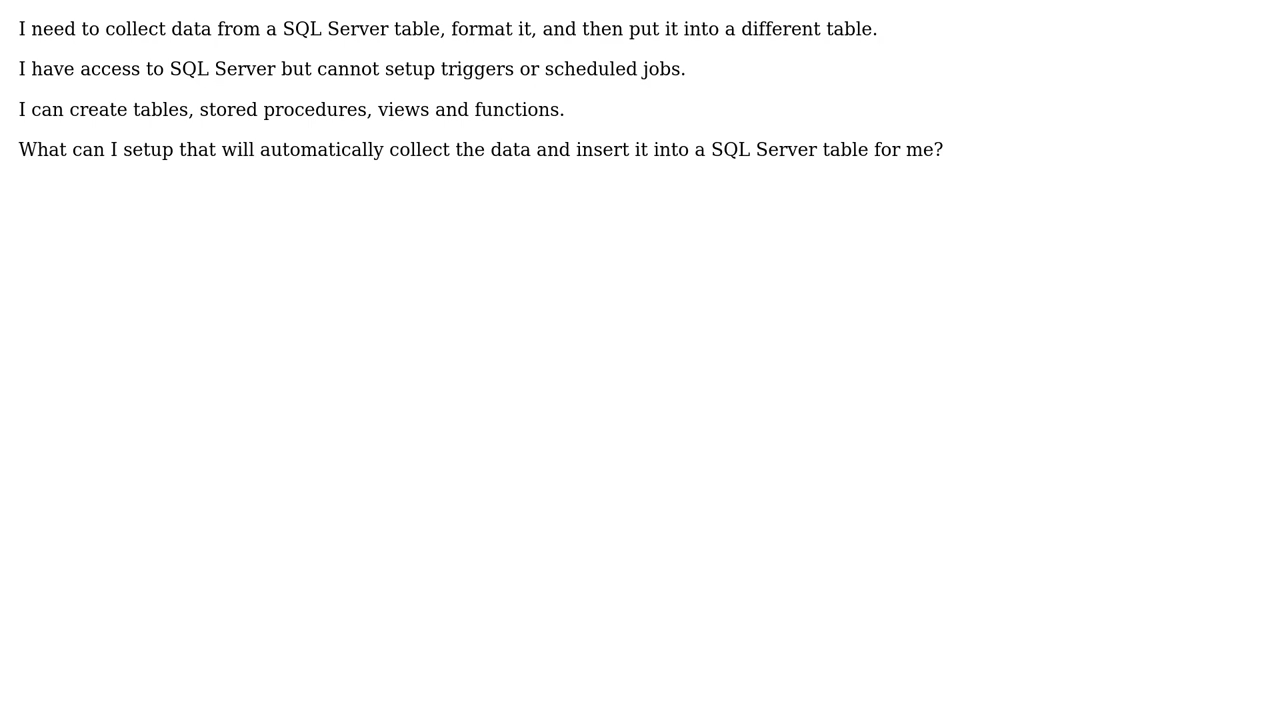 I need to collect data from a SQL Server table, format it, and then put it into a different table.
I have access to SQL Server but cannot setup triggers or scheduled jobs.
I can create tables, stored procedures, views and functions.
What can I setup that will automatically collect the data and insert it into a SQL Server table for me?